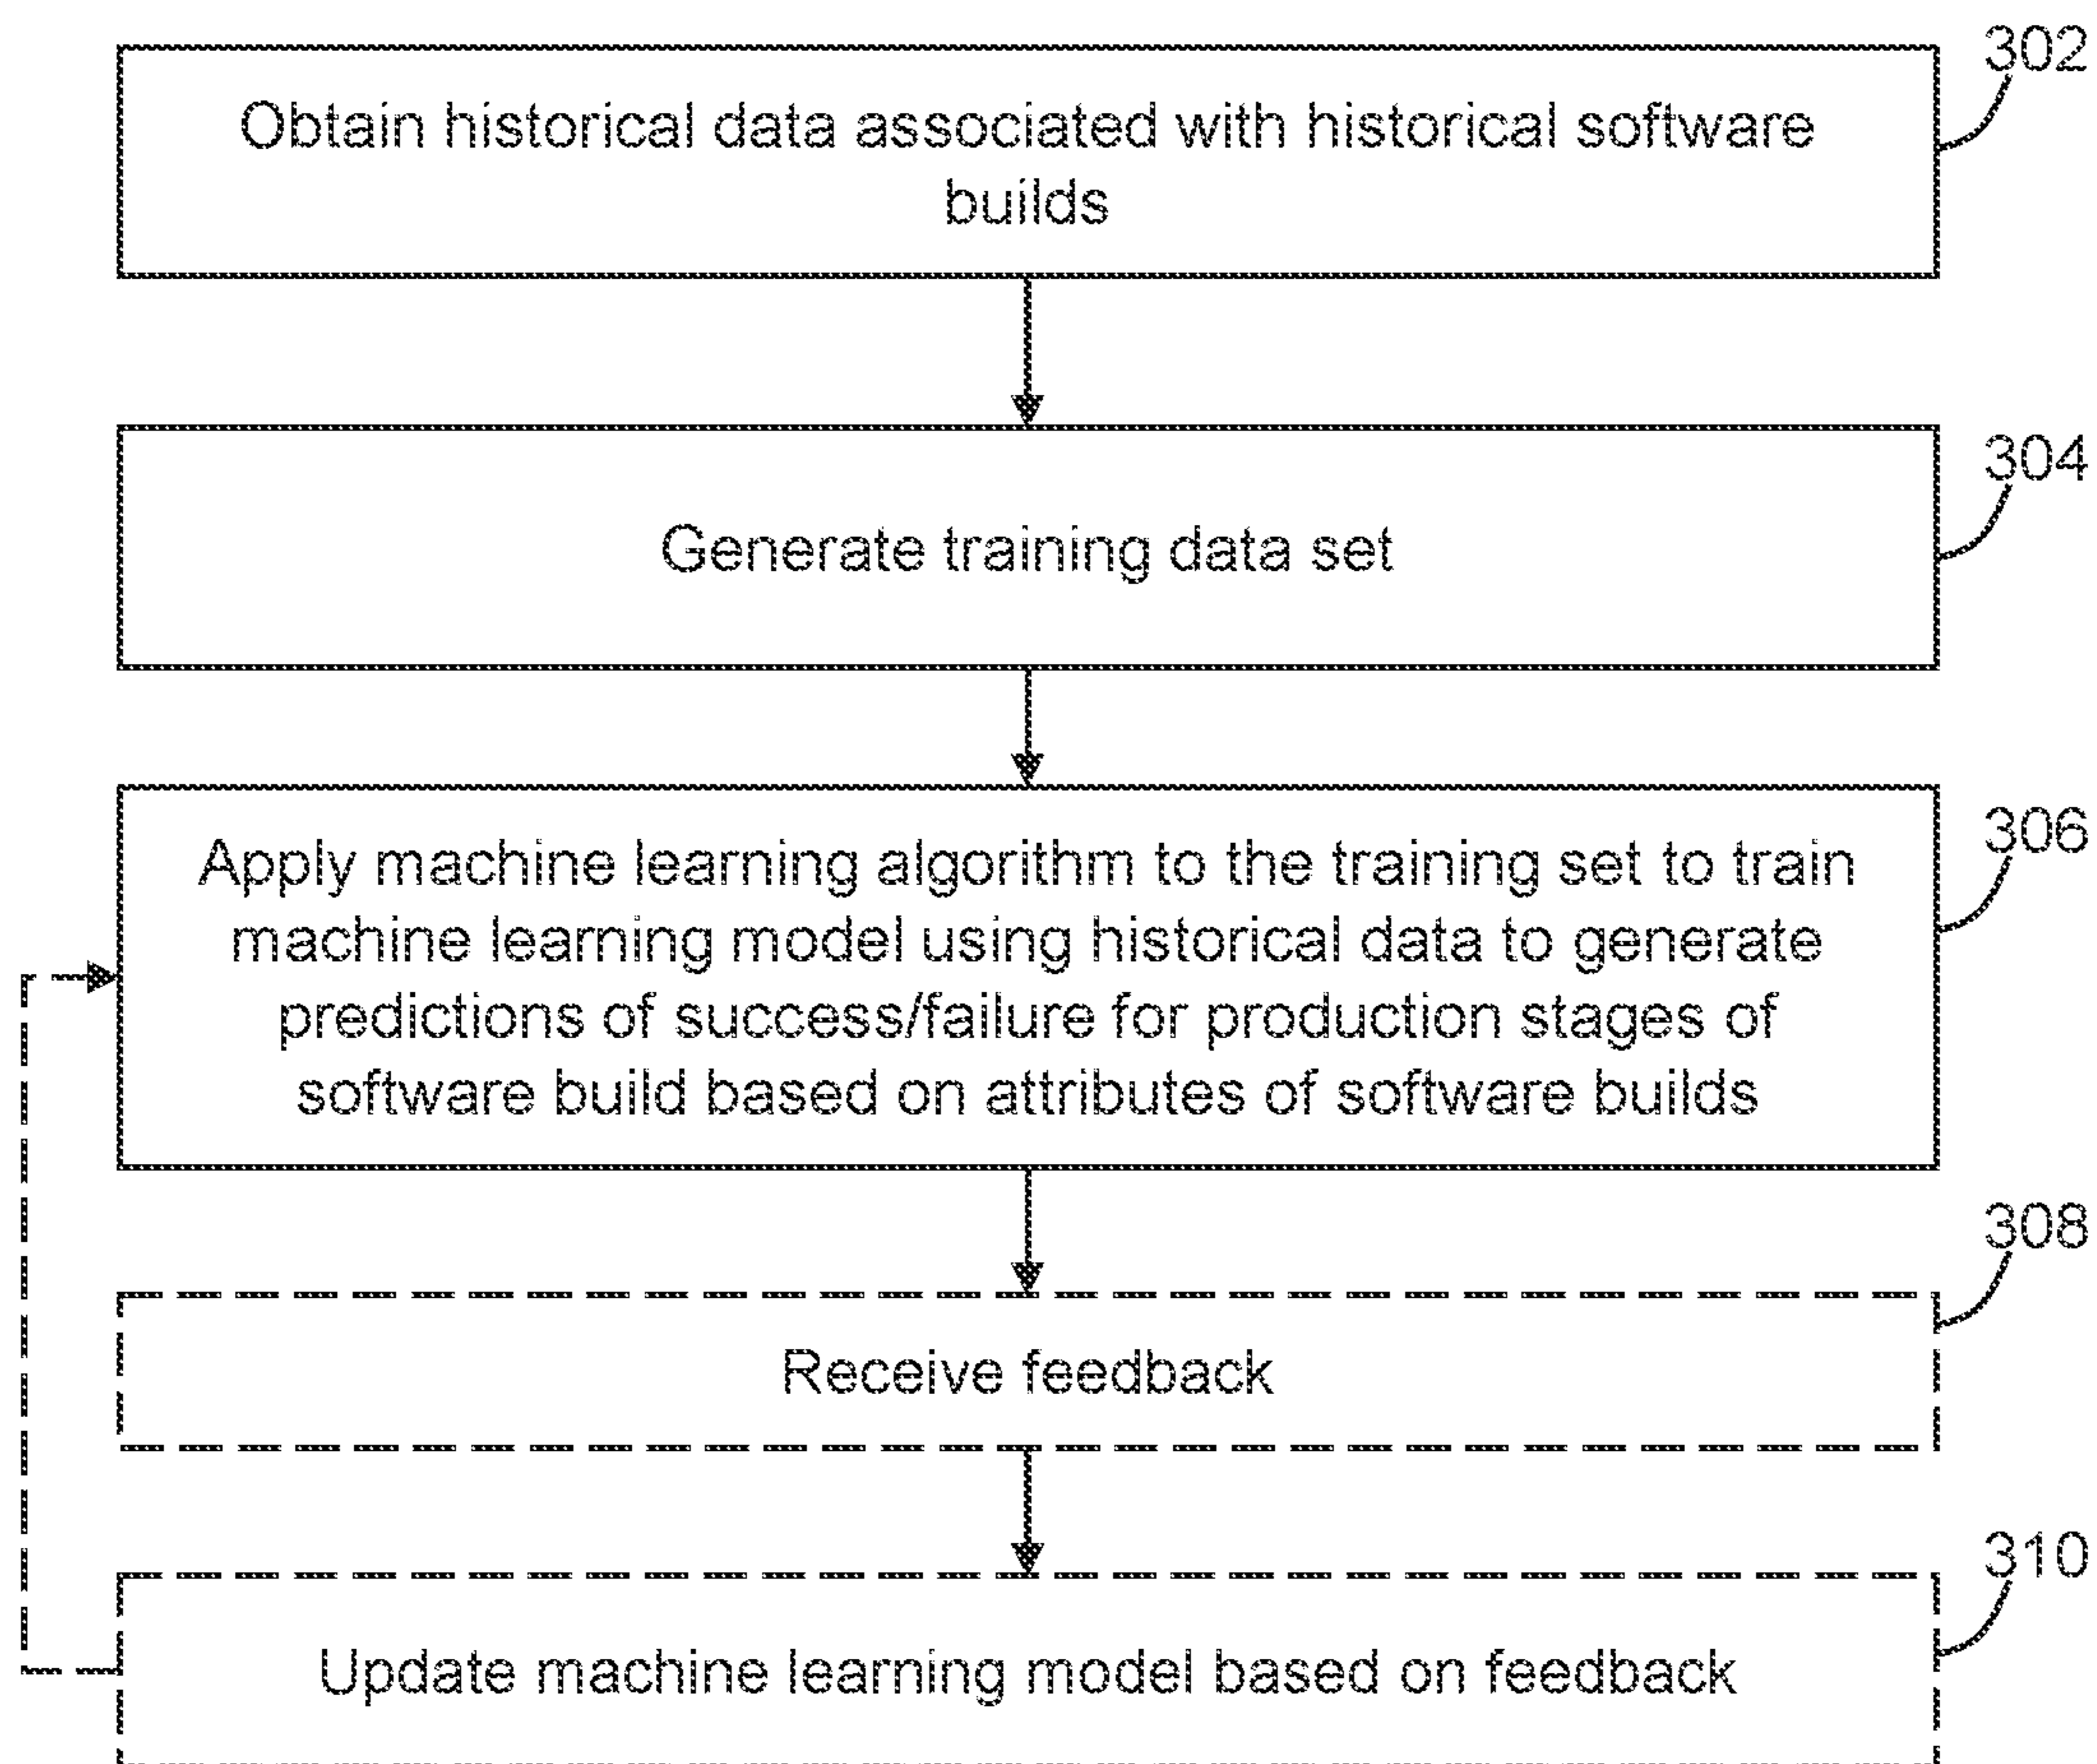 302
Obtain historical data associated with historical software
builds
304
Generate training data set
306
Apply machine learning algorithm to the training set to train
machine learning model using historical data to generate
predictions of success/failure for production stages of
software build based on attributes of software builds
308
Receive feedback
310
Update machine learning model based on feedback